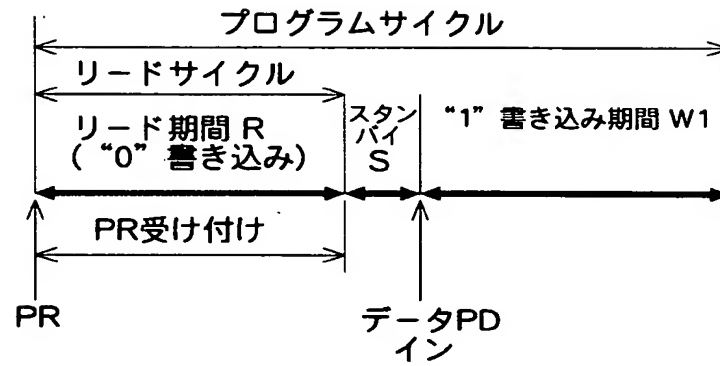 プログラムサイクル
リードサイクル
リード期間 R
(“0”書き込み)
スタン
バイ
S
“1”書き込み期間 W1
PR受け付け
PR
データPD
イン